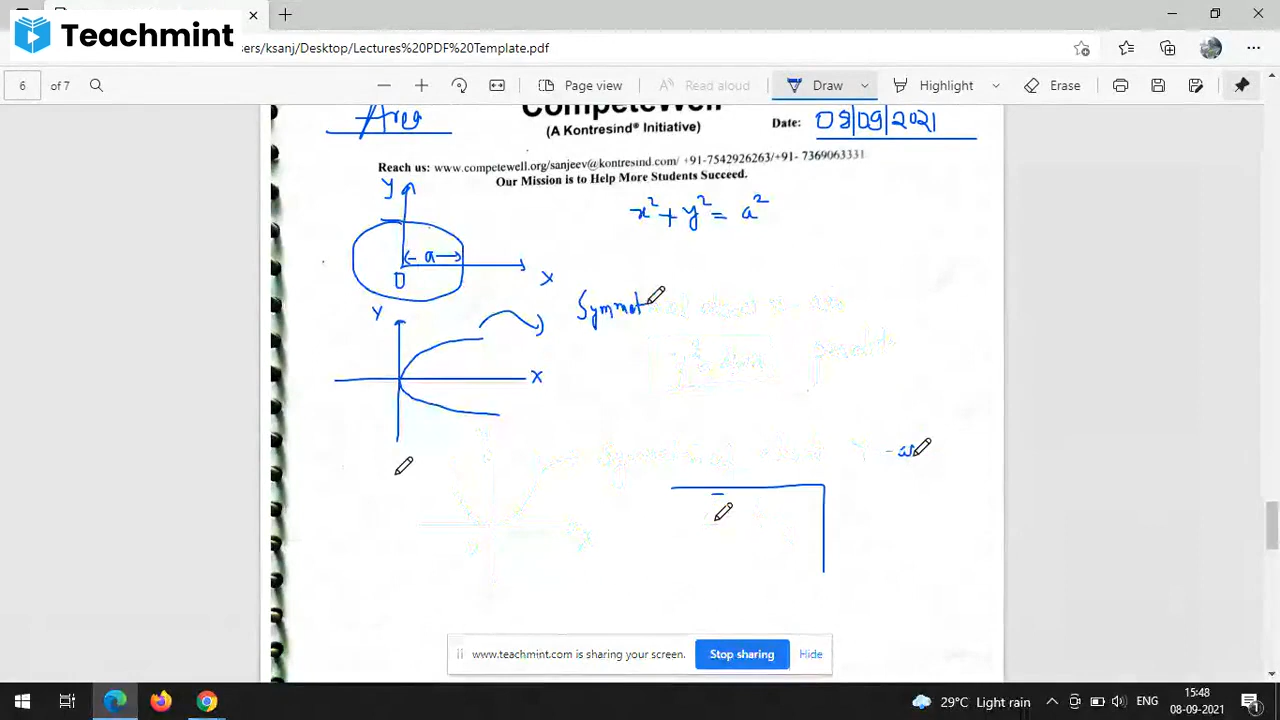 Teachmint
ers/ksanj/Desktop/Lectures%20PDF%20Template.pdf
6 of 7
Page view
Read aloud
Draw
Highlight
Erase
Area
CompeteWell
(A Kontresind® Initiative)
Date: 08|09|2021
Reach us: www.competewell.org/sanjeev@kontresind.com/ +91-7542926263/+91- 7369063331
Our Mission is to Help More Students Succeed.
y
x² + y² = a²
a
O
X
Y
X
www.teachmint.com is sharing your screen.
Stop sharing
Hide
29°C Light rain
ENG
15:48
08-09-2021
1